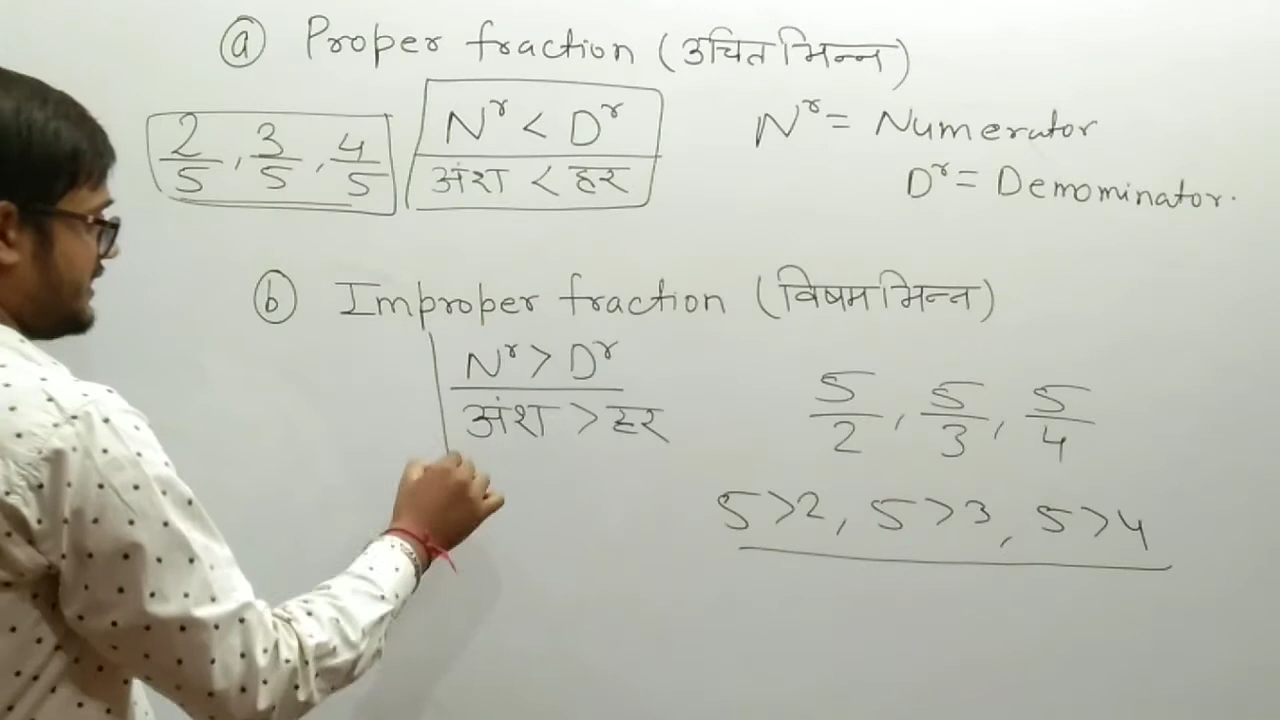 ⓐ Proper fraction (उचित भिन्न)
2/5, 3/5, 4/5
Nʳ < Dʳ
अंश < हर
Nʳ = Numerator
Dʳ = Demominator.
ⓑ Improper fraction (विषम भिन्न)
Nʳ > Dʳ
अंश > हर
5/2, 5/3, 5/4
5>2, 5>3, 5>4